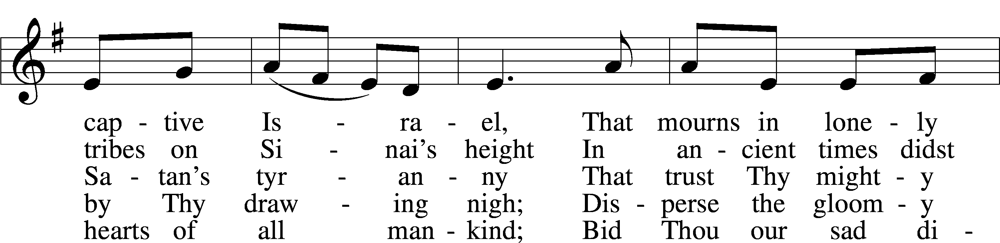 cap - tive Is - ra - el, That mourns in lone - ly
tribes on Si - nai's height In an - cient times didst
Sa - tan's tyr - an - ny That trust Thy might - y
by Thy draw - ing nigh; Dis - perse the gloom - y
hearts of all man - kind; Bid Thou our sad di -